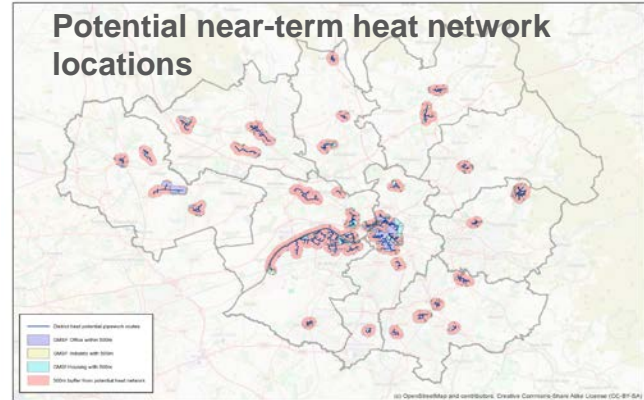 Potential near-term heat network
locations
District heat potential pipework routes
GMSF Office within 500m
GMSF Industry with 500m
GMSF Housing with 500m
500m buffer from potential heat network
(c) OpenStreetMap and contributors, Creative Commons-Share Alike License (CC-BY-SA)